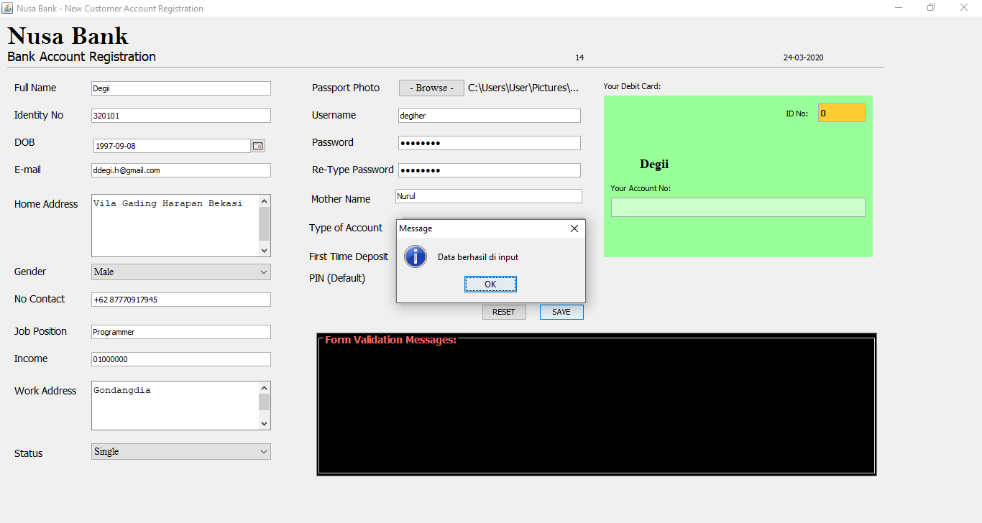 Nusa Bank - New Customer Account Registration
Nusa Bank
Bank Account Registration
14
24-03-2020
Full Name
Degii
Identity No
320101
DOB
1997-09-08
E-mail
ddegi.h@gmail.com
Home Address
Vila Gading Harapan Bekasi
Gender
Male
No Contact
+62 87770917945
Job Position
Programmer
Income
01000000
Work Address
Gondangdia
Status
Single
Passport Photo
- Browse -
C:\Users\User\Pictures\...
Username
degiher
Password
Re-Type Password
Mother Name
Nurul
Type of Account
First Tiime Deposit
PIN (Default)
Message
Data berhasil di input
OK
RESET
SAVE
Your Debit Card:
ID No:
0
Degii
Your Account No:
Form Validation Messages: